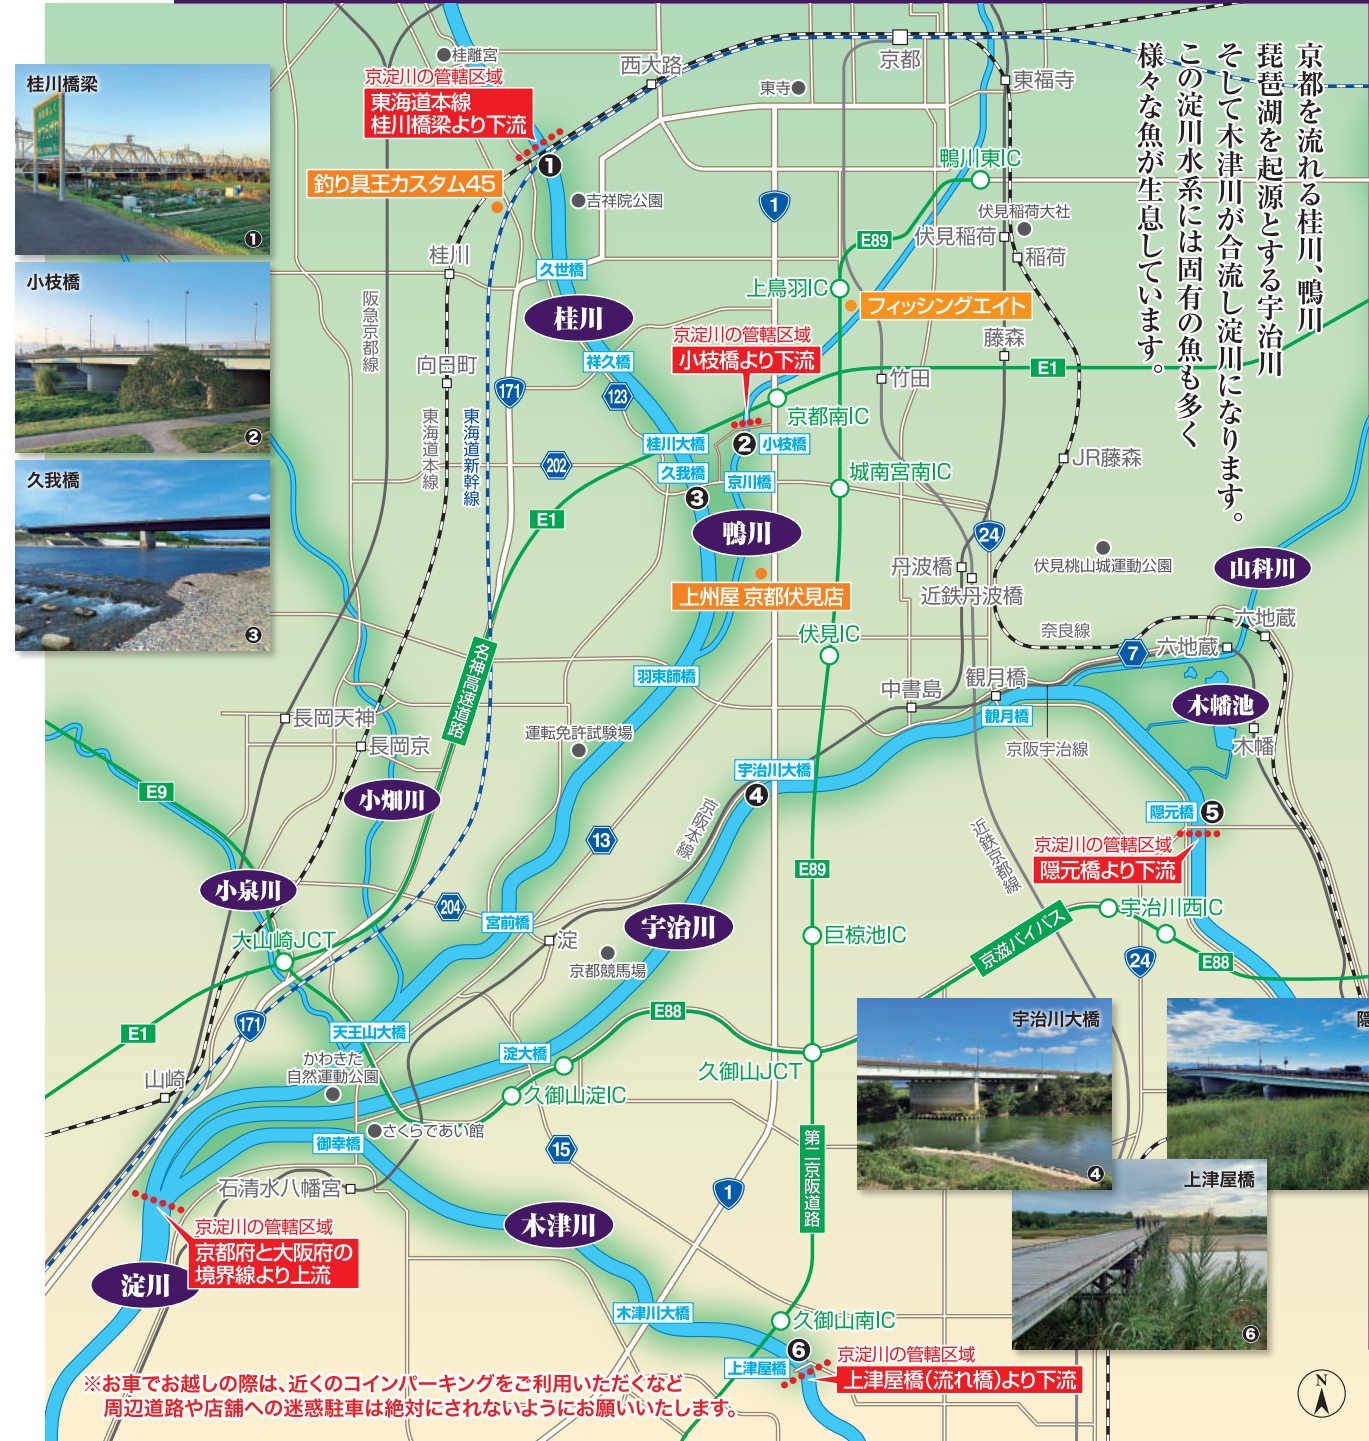 京都を流れる桂川、鴨川
琵琶湖を起源とする宇治川
そして木津川が合流し淀川になります。
この淀川水系には固有の魚も多く
様々な魚が生息しています。
桂川橋梁
❶
小枝橋
❷
久我橋
❸
桂離宮
京淀川の管轄区域
東海道本線
桂川橋梁より下流
西大路
京都
東寺
東福寺
❶
釣り具王カスタム45
吉祥院公園
1
鴨川東IC
伏見稲荷大社
E89
伏見稲荷
稲荷
桂川
久世橋
上鳥羽IC
フィッシングエイト
阪急京都線
桂川
京淀川の管轄区域
小枝橋より下流
藤森
向日町
祥久橋
E1
竹田
171
123
京都南IC
東海道本線
東海道新幹線
桂川大橋
❷
小枝橋
JR藤森
202
久我橋
京川橋
城南宮南IC
❸
E1
鴨川
24
伏見桃山城運動公園
丹波橋
近鉄丹波橋
山科川
上州屋 京都伏見店
伏見IC
奈良線
六地蔵
7
六地蔵
名神高速道路
羽束師橋
中書島
観月橋
観月橋
木幡池
木幡
長岡天神
長岡京
運転免許試験場
京阪宇治線
E9
宇治川大橋
❹
小畑川
京阪本線
13
近鉄京都線
隠元橋
❺
京淀川の管轄区域
隠元橋より下流
E89
小泉川
204
宮前橋
宇治川
宇治川西IC
大山崎JCT
淀
京都競馬場
巨椋池IC
京滋バイパス
24
E88
171
E1
天王山大橋
E88
かわきた
自然運動公園
淀大橋
久御山JCT
久御山淀IC
山崎
宇治川大橋
❹
隠
御幸橋
さくらであい館
15
第二京阪道路
石清水八幡宮
1
上津屋橋
❻
京淀川の管轄区域
京都府と大阪府の
境界線より上流
淀川
木津川
木津川大橋
久御山南IC
❻
上津屋橋
京淀川の管轄区域
上津屋橋（流れ橋）より下流
※お車でお越しの際は、近くのコインパーキングをご利用いただくなど
周辺道路や店舗への迷惑駐車は絶対にされないようにお願いいたします。
N